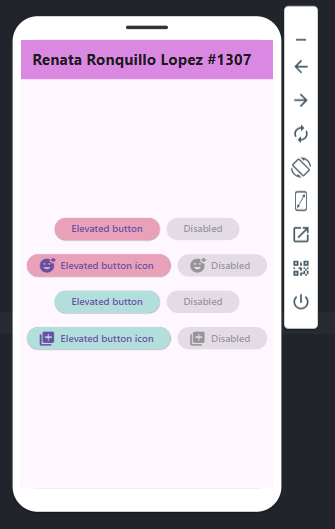 Renata Ronquillo Lopez #1307
Elevated button Disabled
Elevated button icon Disabled
Elevated button Disabled
Elevated button icon Disabled